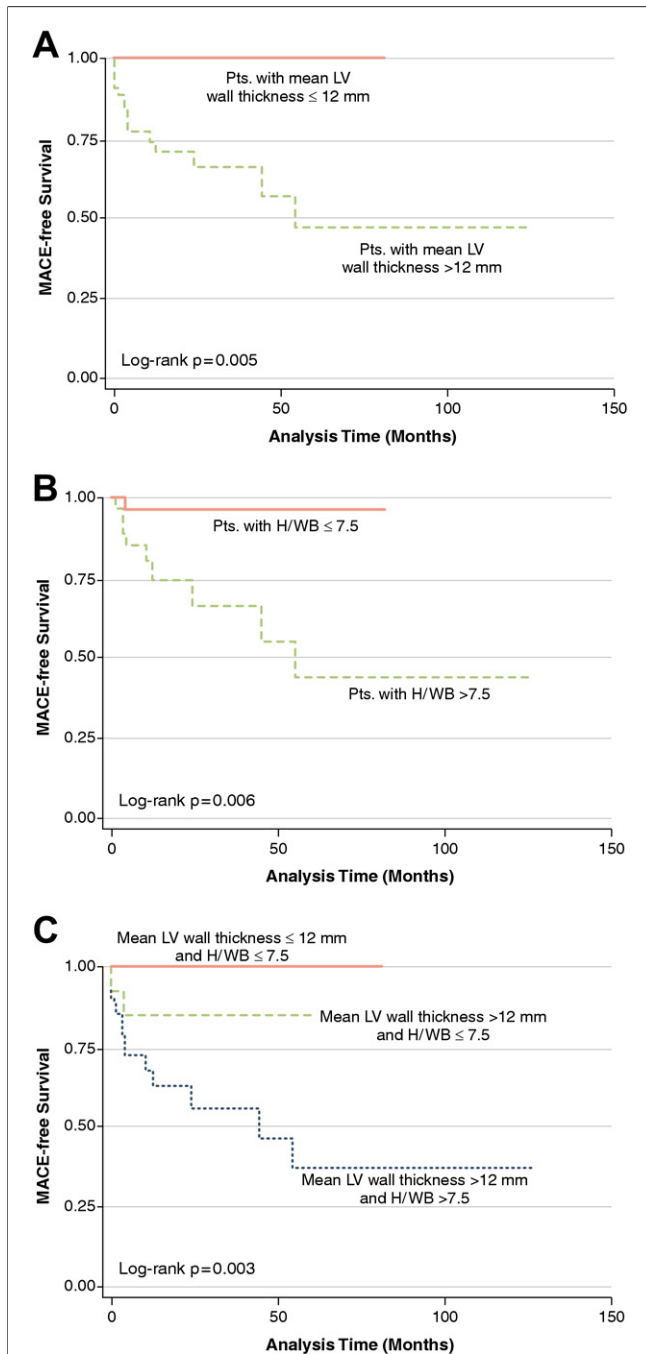 A
1.00
0.75
0.50
0.25
0.00
MACE-free Survival
Pts. with mean LV
wall thickness ≤ 12 mm
Pts. with mean LV
wall thickness >12 mm
Log-rank p=0.005
0
50
100
150
Analysis Time (Months)
B
1.00
0.75
0.50
0.25
0.00
MACE-free Survival
Pts. with H/WB ≤ 7.5
Pts. with H/WB >7.5
Log-rank p=0.006
0
50
100
150
Analysis Time (Months)
C
Mean LV wall thickness ≤ 12 mm
and H/WB ≤ 7.5
1.00
0.75
0.50
0.25
0.00
MACE-free Survival
Mean LV wall thickness >12 mm
and H/WB ≤ 7.5
Mean LV wall thickness >12 mm
and H/WB >7.5
Log-rank p=0.003
0
50
100
150
Analysis Time (Months)